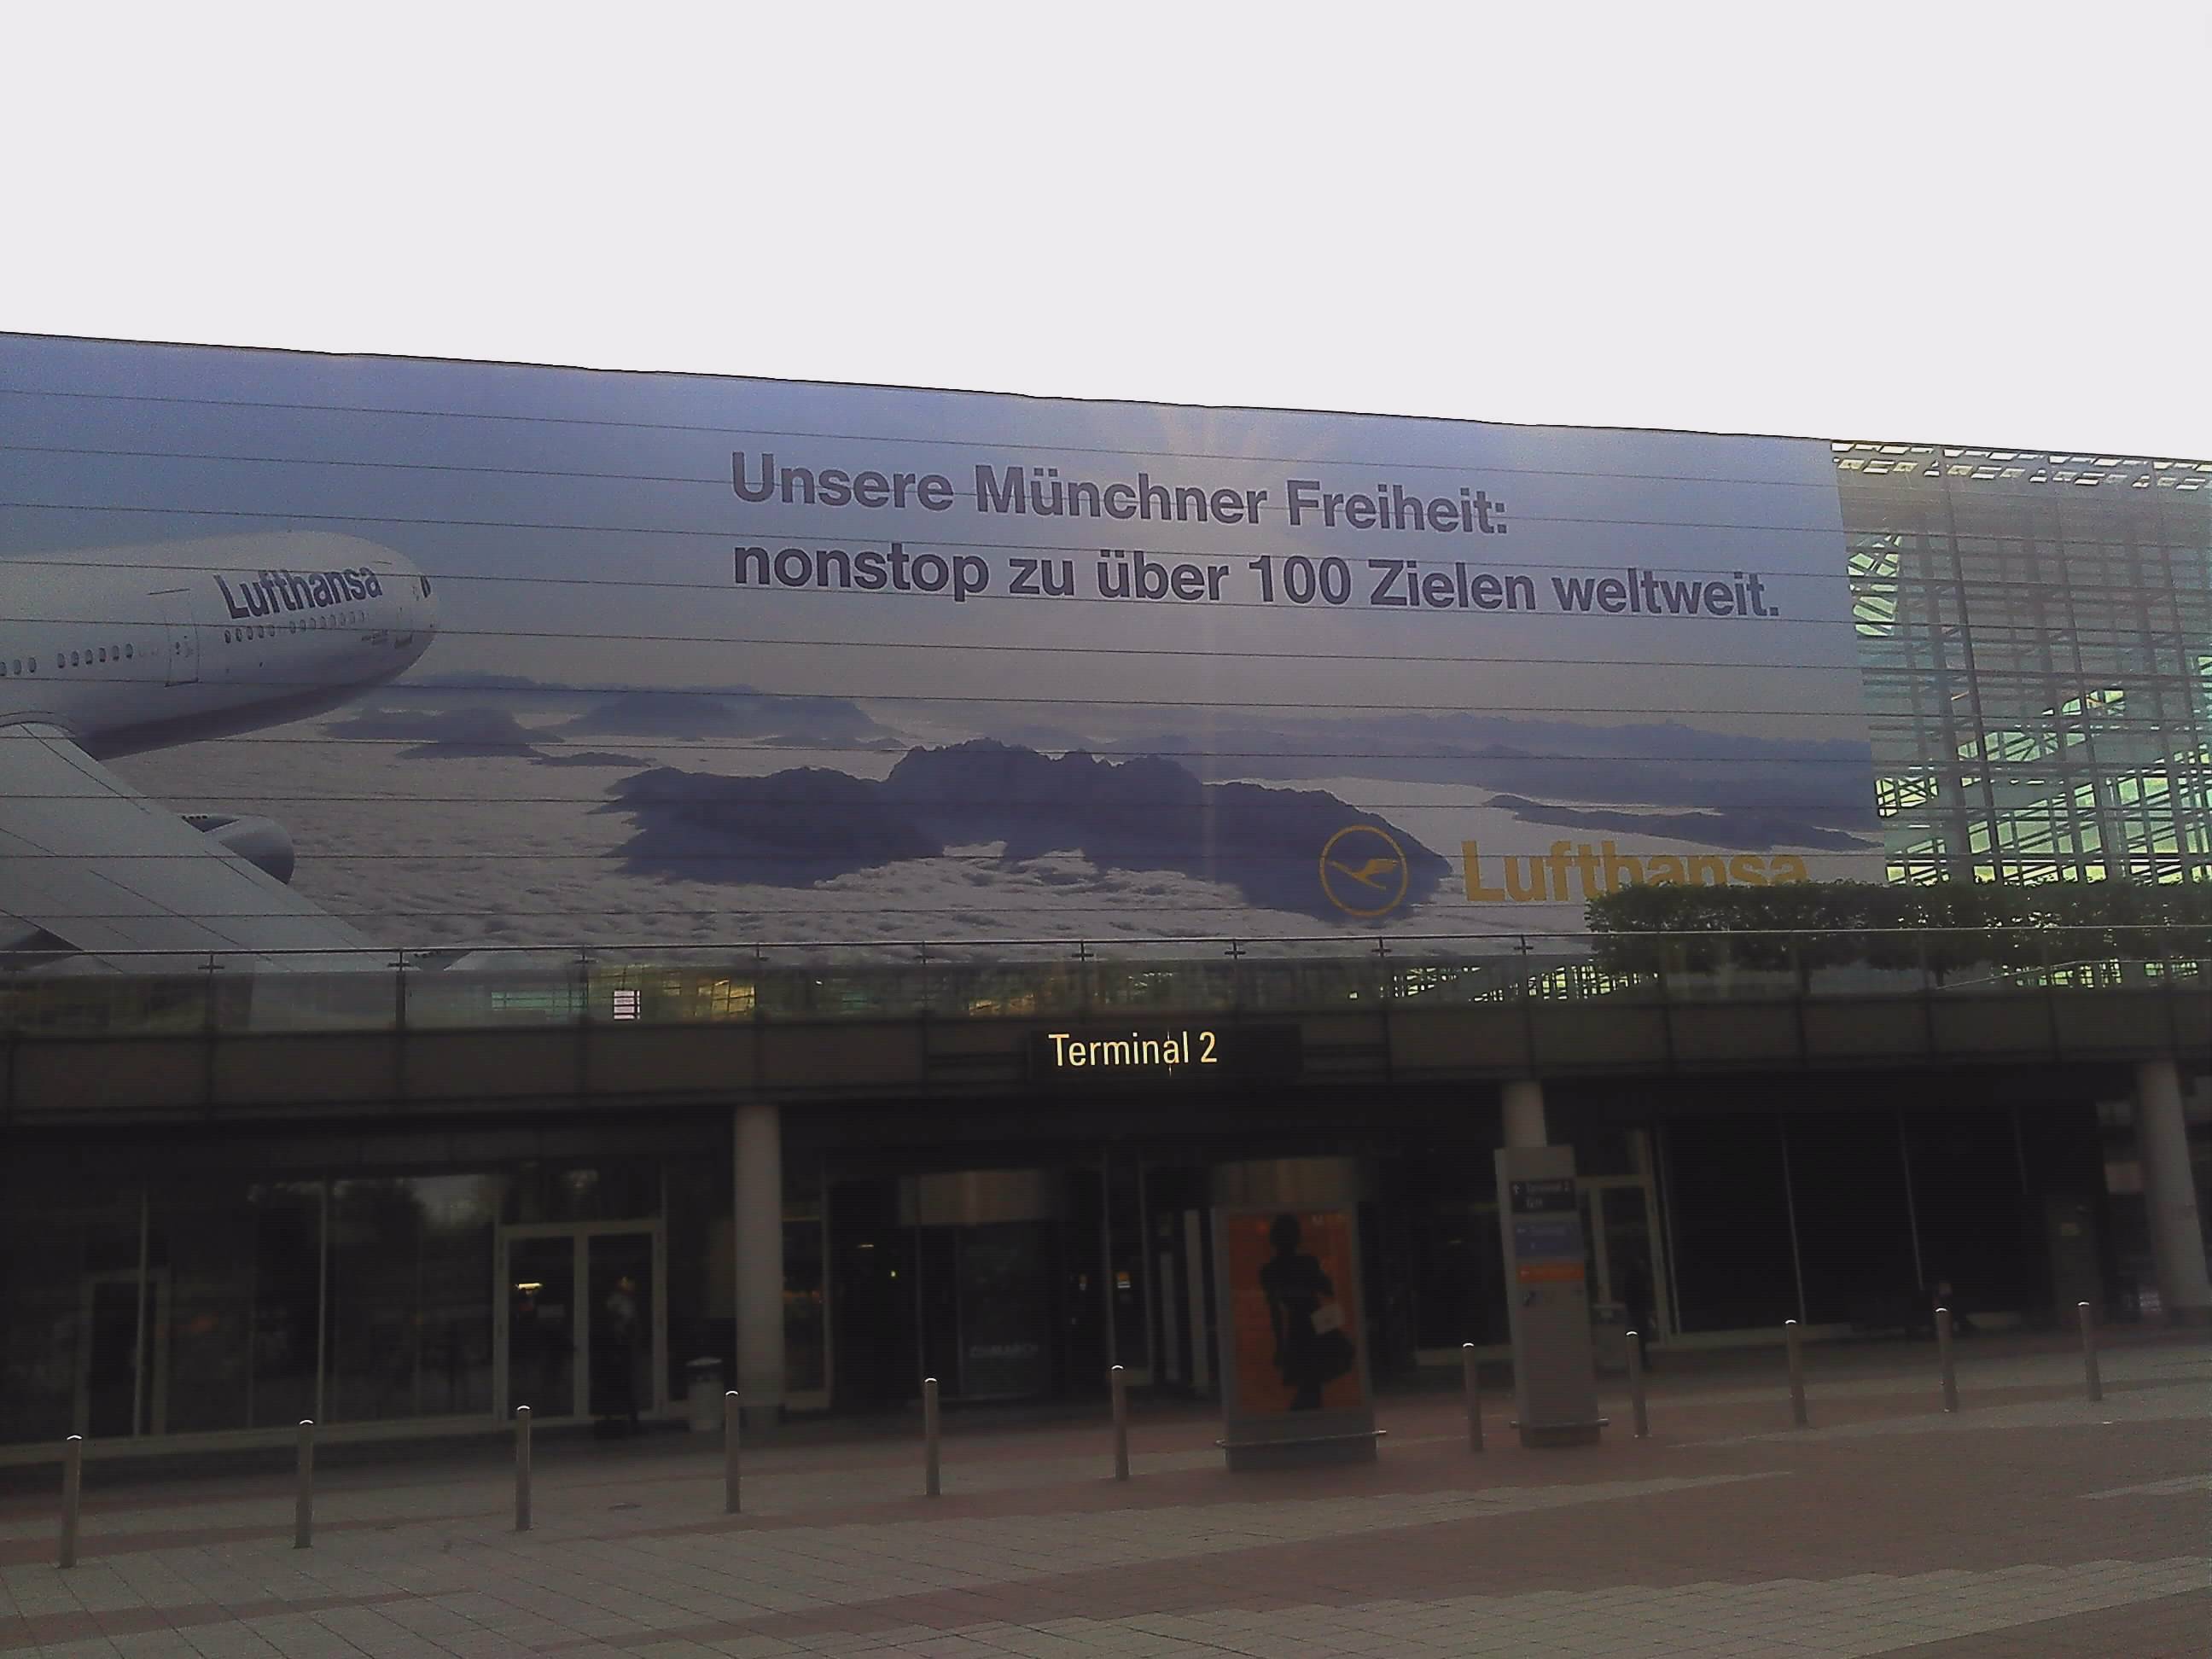 Unsere Münchner Freiheit:
nonstop zu über 100 Zielen weltweit.
Lufthansa
Lufthansa
Terminal 2